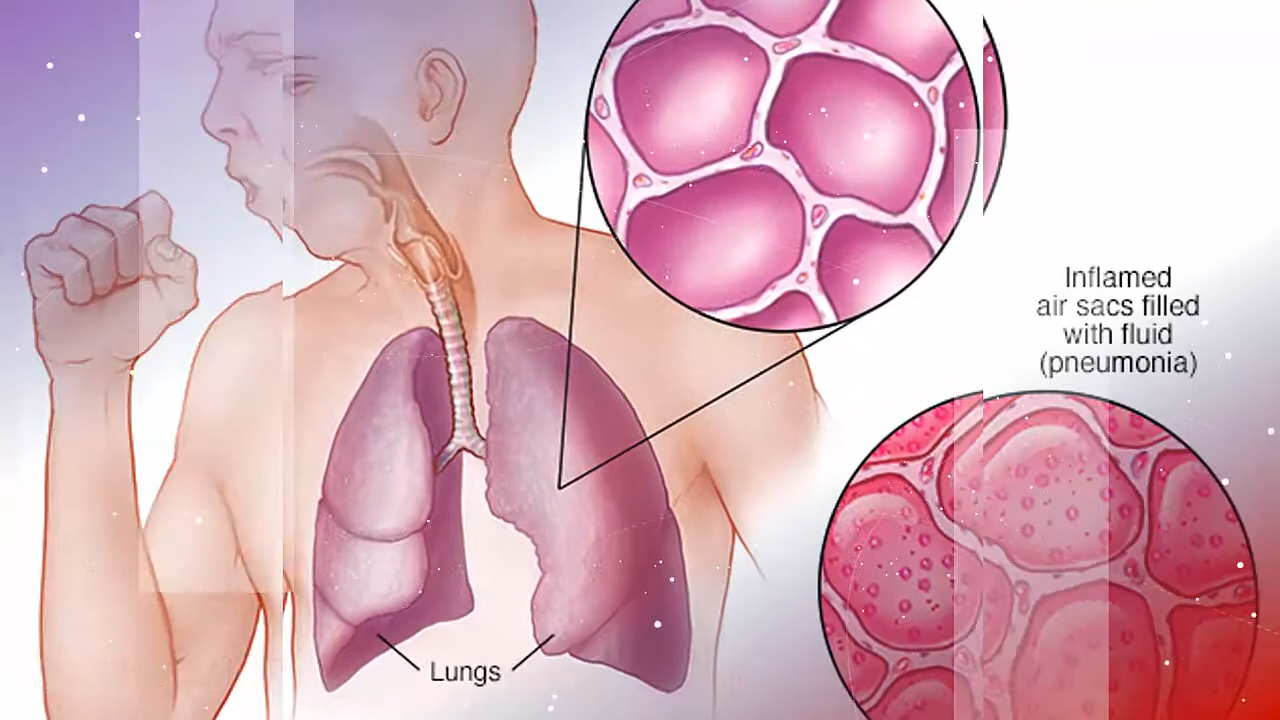 Inflamed
air sacs filled
with fluid
(pneumonia)
Lungs